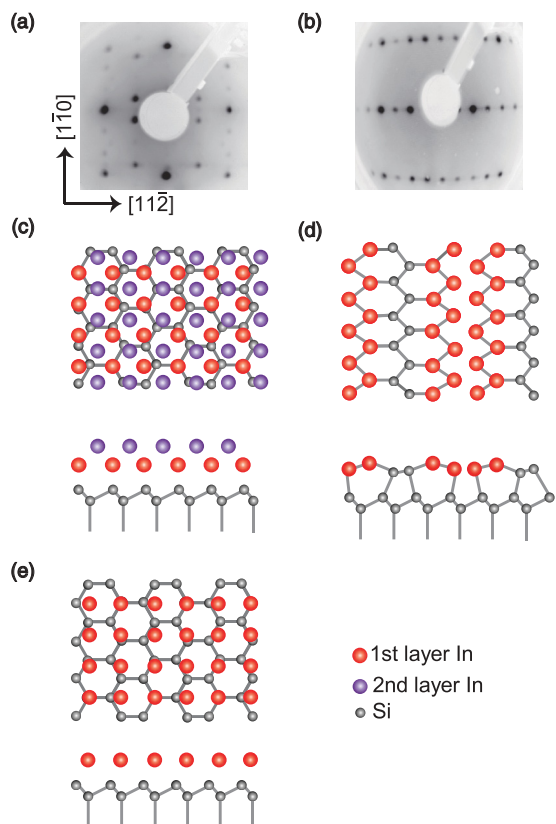 (a)
(b)
[11̅0]
[112̅]
(c)
(d)
(e)
1st layer In
2nd layer In
Si